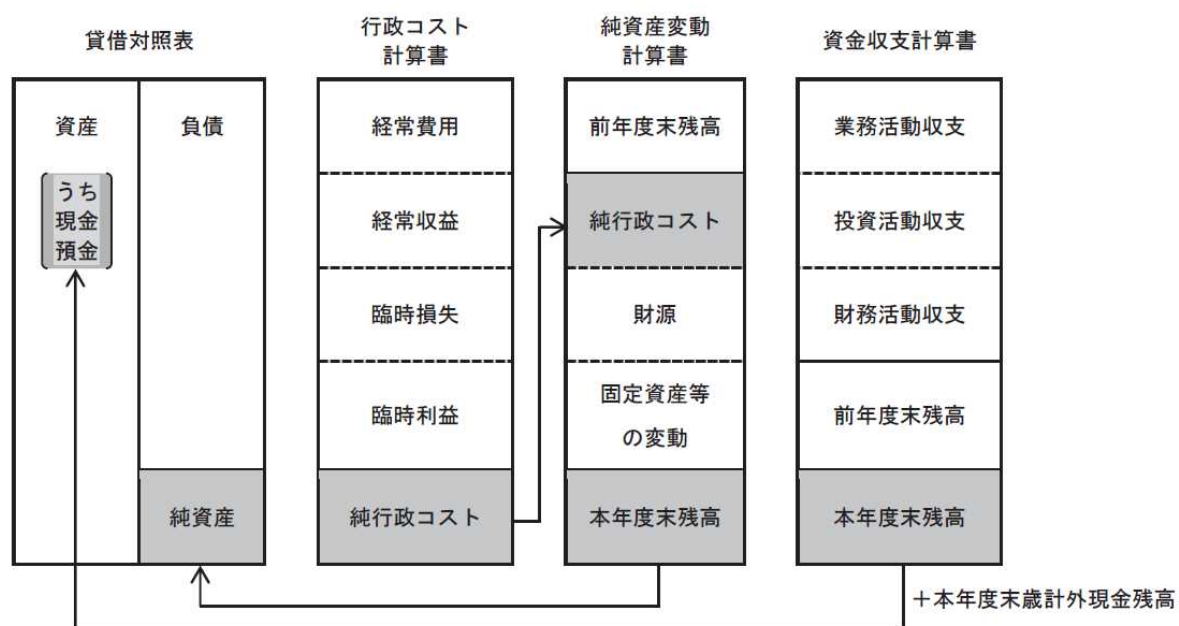 貸借対照表
資産
うち
現金
預金
負債
純資産
行政コスト
計算書
経常費用
経常収益
臨時損失
臨時利益
純行政コスト
純資産変動
計算書
前年度末残高
純行政コスト
財源
固定資産等
の変動
本年度末残高
資金収支計算書
業務活動収支
投資活動収支
財務活動収支
前年度末残高
本年度末残高
＋本年度末歳計外現金残高